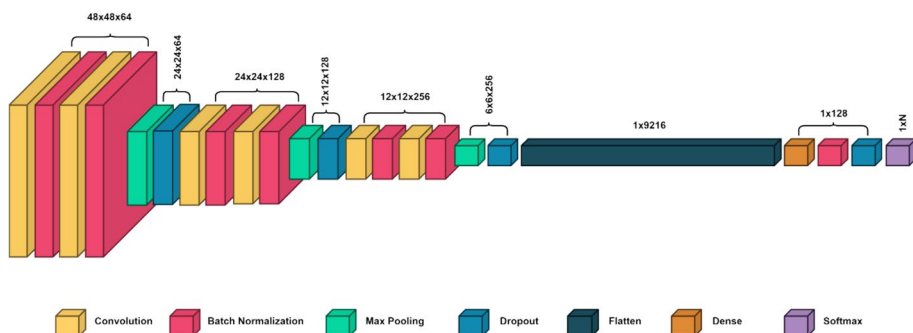 48x48x64
24x24x64
24x24x128
12x12x128
12x12x256
6x6x256
1x9216
1x128
1xN
Convolution
Batch Normalization
Max Pooling
Dropout
Flatten
Dense
Softmax